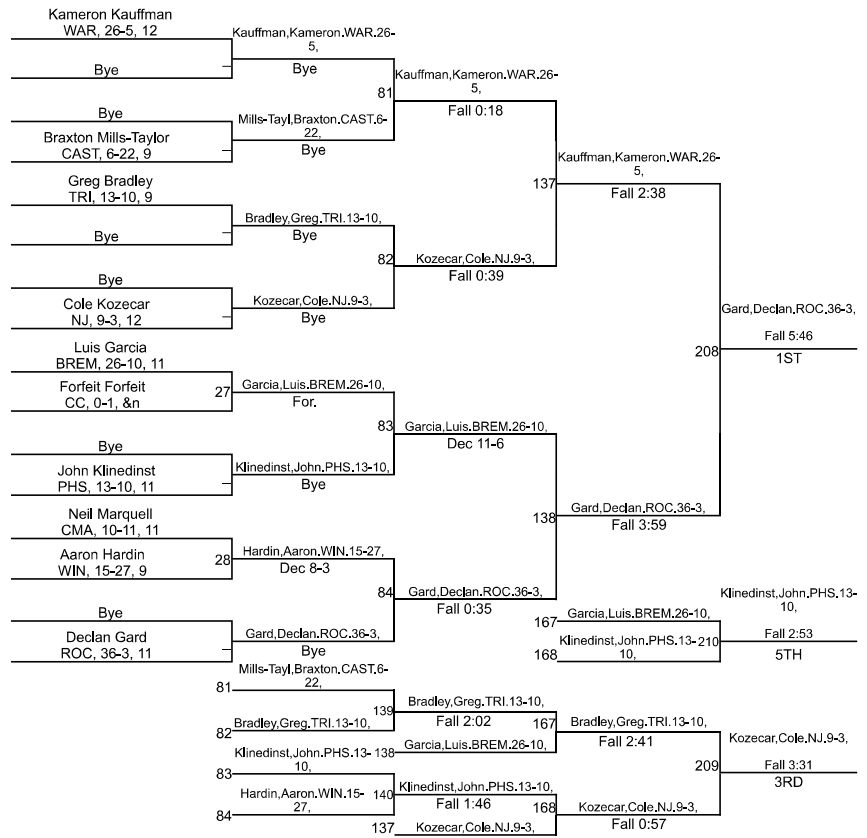 Kameron Kauffman
WAR, 26-5, 12
Bye
Bye
Braxton Mills-Taylor
CAST, 6-22, 9
Greg Bradley
TRI, 13-10, 9
Bye
Bye
Cole Kozecar
NJ, 9-3, 12
Luis Garcia
BREM, 26-10, 11
Forfeit Forfeit
CC, 0-1, &n
Bye
John Klinedinst
PHS, 13-10, 11
Neil Marquell
CMA, 10-11, 11
Aaron Hardin
WIN, 15-27, 9
Bye
Declan Gard
ROC, 36-3, 11
Kauffman,Kameron.WAR.26-
5,
Bye
81
Mills-Tayl,Braxton.CAST.6-
22,
Bye
Bradley,Greg.TRI.13-10,
Bye
82
Kozecar,Cole.NJ.9-3,
Bye
27
Garcia,Luis.BREM.26-10,
For.
83
Klinedinst,John.PHS.13-10,
Bye
28
Hardin,Aaron.WIN.15-27,
Dec 8-3
84
Gard,Declan.ROC.36-3,
Bye
Kauffman,Kameron.WAR.26-
5,
Fall 0:18
137
Kozecar,Cole.NJ.9-3,
Fall 0:39
Garcia,Luis.BREM.26-10,
Dec 11-6
138
Gard,Declan.ROC.36-3,
Fall 0:35
Kauffman,Kameron.WAR.26-
5,
Fall 2:38
208
Gard,Declan.ROC.36-3,
Fall 3:59
Gard,Declan.ROC.36-3,
Fall 5:46
1ST
167
Garcia,Luis.BREM.26-10,
168
Klinedinst,John.PHS.13-
10,
210
Klinedinst,John.PHS.13-
10,
Fall 2:53
5TH
81
Mills-Tayl,Braxton.CAST.6-
22,
139
82
Bradley,Greg.TRI.13-10,
Bradley,Greg.TRI.13-10,
Fall 2:02
167
138
Garcia,Luis.BREM.26-10,
Bradley,Greg.TRI.13-10,
Fall 2:41
83
Klinedinst,John.PHS.13-
10,
140
84
Hardin,Aaron.WIN.15-
27,
Klinedinst,John.PHS.13-10,
Fall 1:46
168
137
Kozecar,Cole.NJ.9-3,
Kozecar,Cole.NJ.9-3,
Fall 0:57
209
Kozecar,Cole.NJ.9-3,
Fall 3:31
3RD